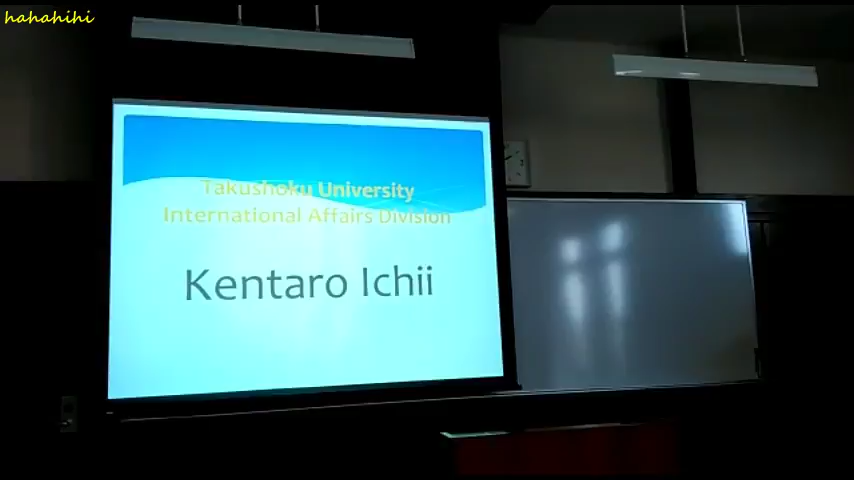 hahahihi
Takushoku University
International Affairs Division
Kentaro Ichii